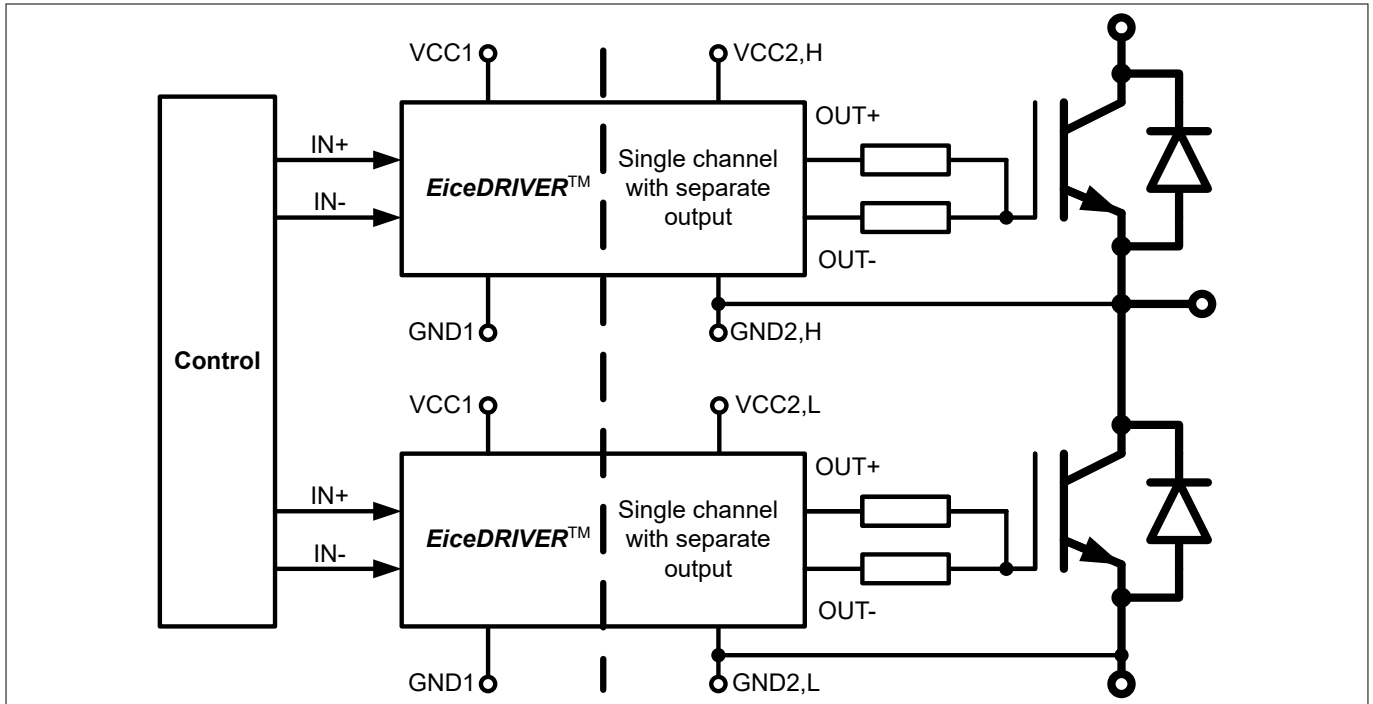 VCC1
VCC2,H
OUT+
IN+
IN-
EiceDRIVER™
Single channel
with separate
output
OUT-
GND1
GND2,H
Control
VCC1
VCC2,L
OUT+
IN+
IN-
EiceDRIVER™
Single channel
with separate
output
OUT-
GND1
GND2,L